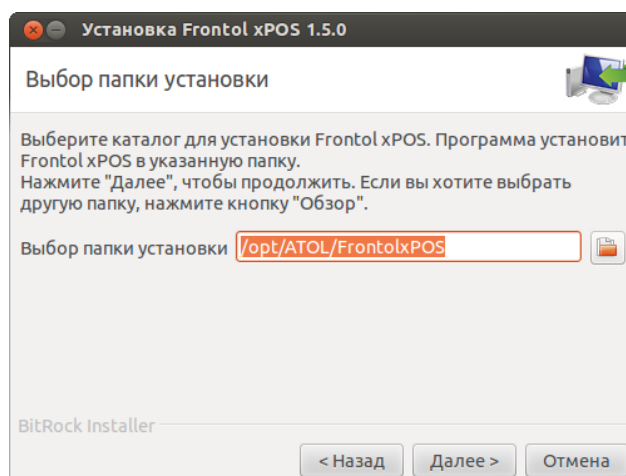 Установка Frontol xPOS 1.5.0
Выбор папки установки
Выберите каталог для установки Frontol xPOS. Программа установит
Frontol xPOS в указанную папку.
Нажмите "Далее", чтобы продолжить. Если вы хотите выбрать
другую папку, нажмите кнопку "Обзор".
Выбор папки установки /opt/ATOL/FrontolxPOS
BitRock Installer
< Назад Далее > Отмена